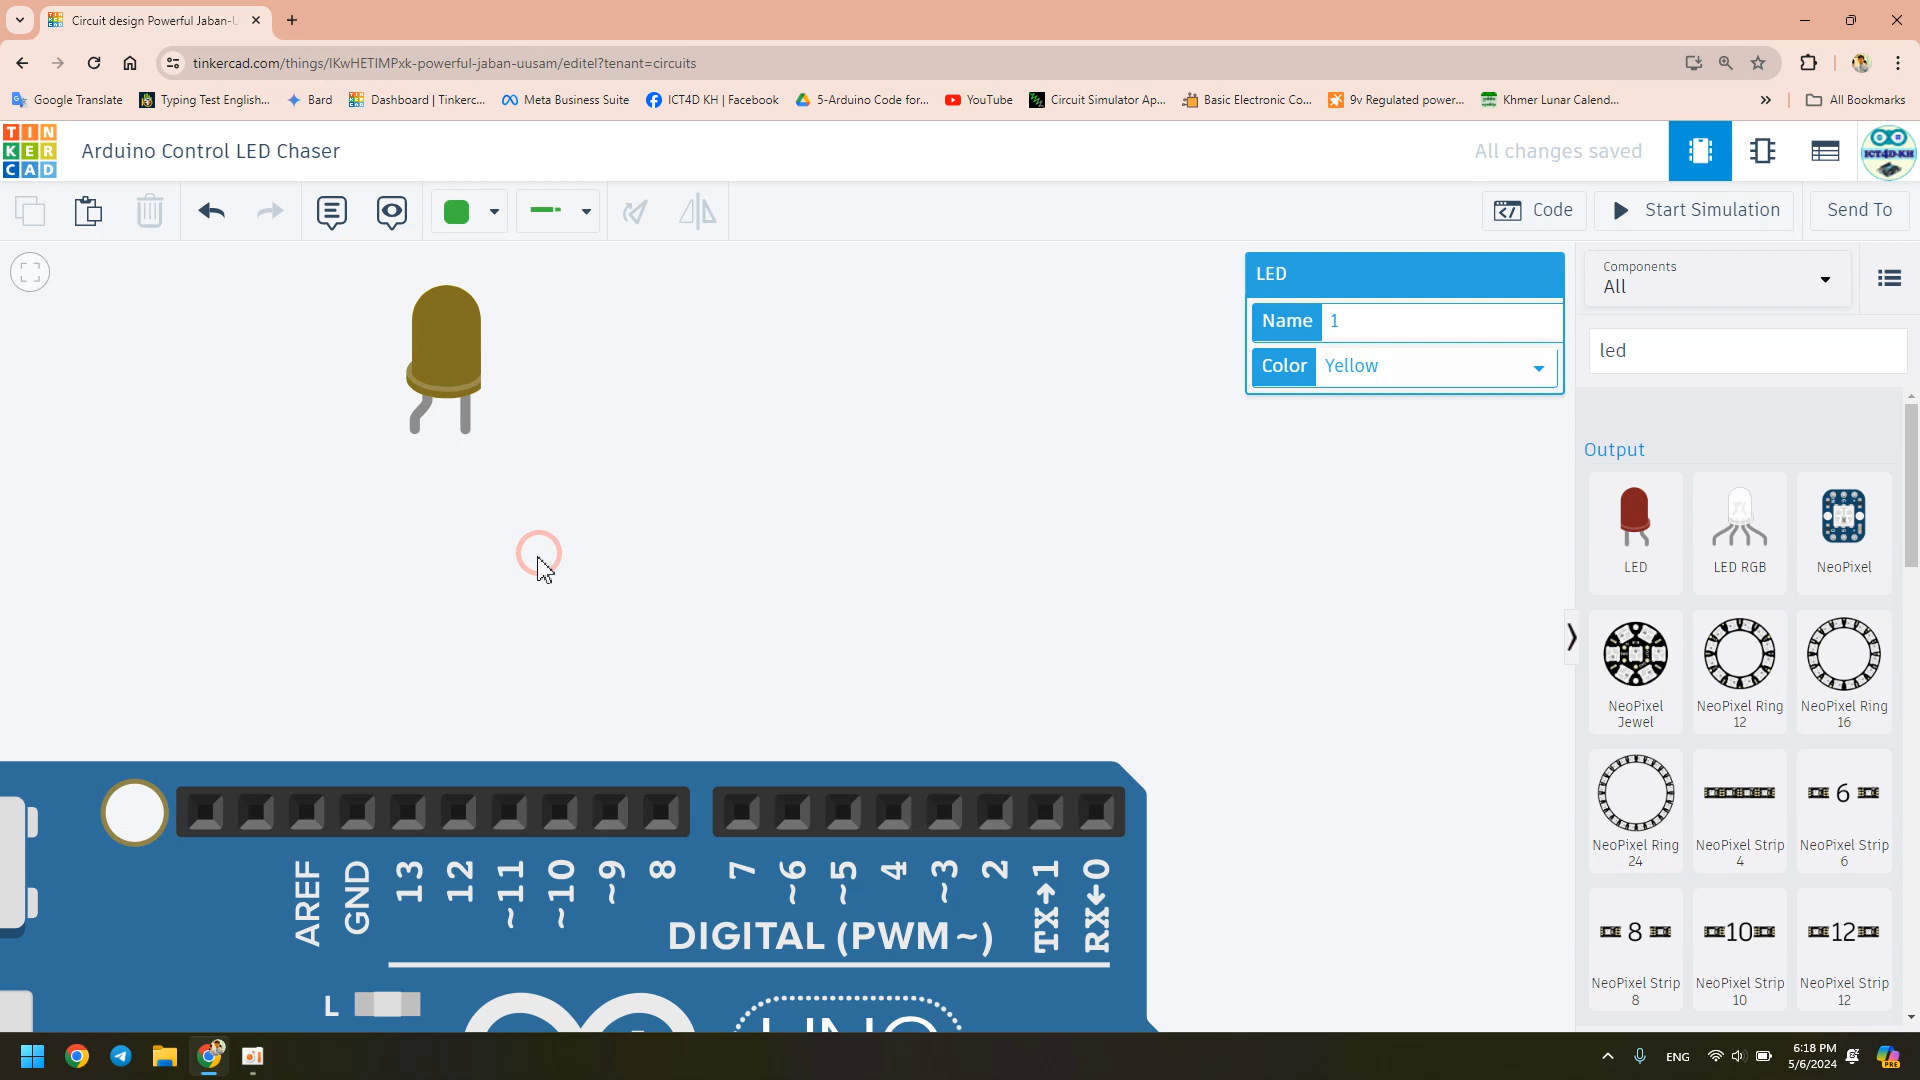 Circuit design Powerful Jaban-U
tinkercad.com/things/lKwHETIMPxk-powerful-jaban-uusam/editel?tenant=circuits
Google Translate
Typing Test English...
Bard
Dashboard | Tinkerc...
Meta Business Suite
ICT4D KH | Facebook
5-Arduino Code for...
YouTube
Circuit Simulator Ap...
Basic Electronic Co...
9v Regulated power...
Khmer Lunar Calend...
All Bookmarks
TIN
KER
CAD
Arduino Control LED Chaser
All changes saved
ICT4D-KH
Code
Start Simulation
Send To
LED
Name 1
Color Yellow
Components
All
led
Output
LED
LED RGB
NeoPixel
NeoPixel Jewel
NeoPixel Ring 12
NeoPixel Ring 16
6
NeoPixel Ring 24
NeoPixel Strip 4
NeoPixel Strip 6
8
10
12
NeoPixel Strip 8
NeoPixel Strip 10
NeoPixel Strip 12
AREF
GND
13
12
~11
~10
~9
8
7
~6
~5
4
~3
2
TX→1
RX←0
DIGITAL (PWM~)
L
UNO
ENG
6:18 PM
5/6/2024
PRE